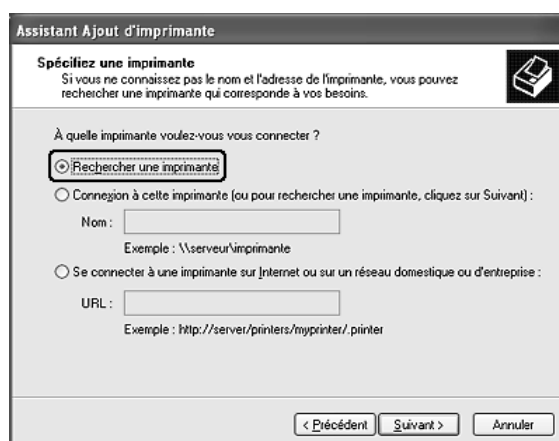 Assistant Ajout d'imprimante
Spécifiez une imprimante
Si vous ne connaissez pas le nom et l'adresse de l'imprimante, vous pouvez
rechercher une imprimante qui corresponde à vos besoins.
À quelle imprimante voulez-vous vous connecter ?
Rechercher une imprimante
Connexion à cette imprimante (ou pour rechercher une imprimante, cliquez sur Suivant) :
Nom :
Exemple : \\serveur\imprimante
Se connecter à une imprimante sur Internet ou sur un réseau domestique ou d'entreprise :
URL :
Exemple : http://server/printers/myprinter/.printer
< Précédent Suivant > Annuler